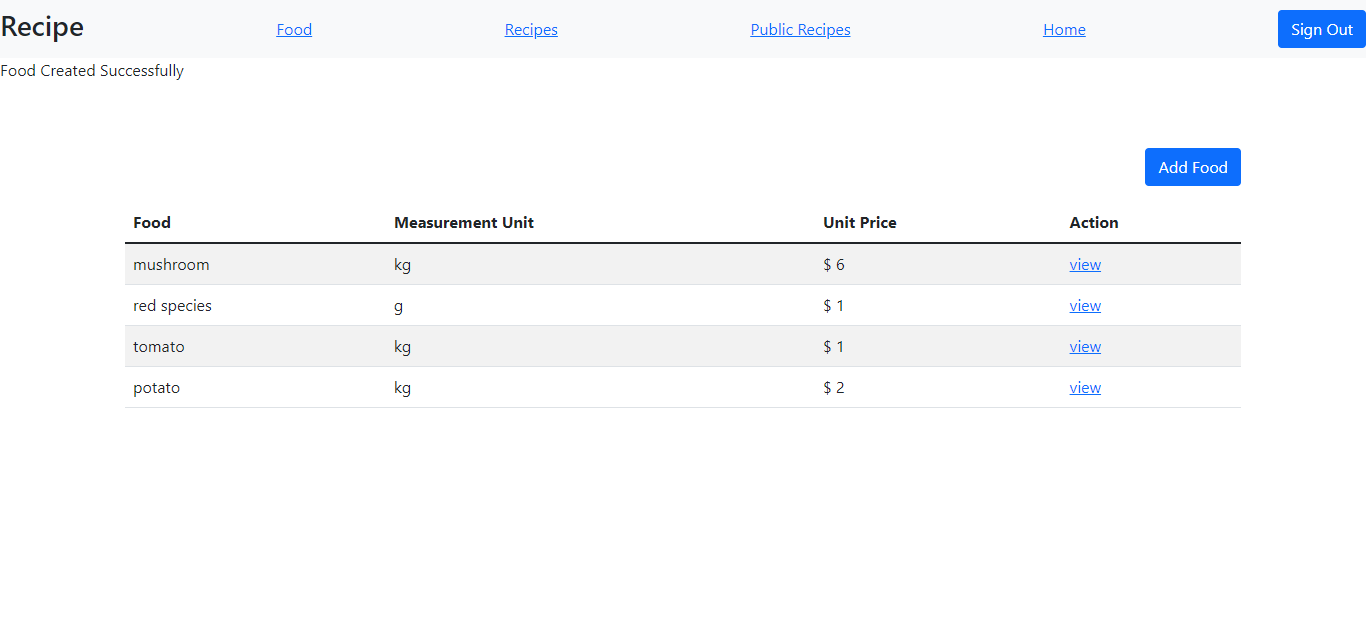 Recipe Food Recipes Public Recipes Home Sign Out
Food Created Successfully
Add Food
Food Measurement Unit Unit Price Action
mushroom kg $ 6 view
red species g $ 1 view
tomato kg $ 1 view
potato kg $ 2 view